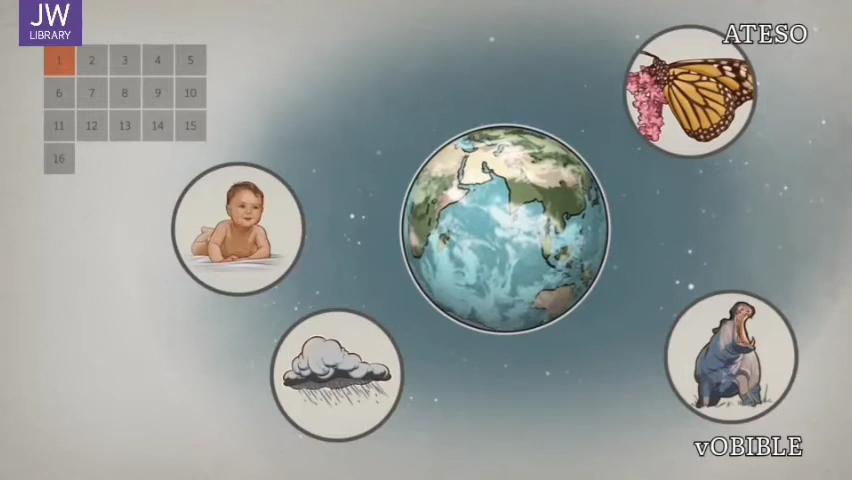 JW
LIBRARY
ATESO
1 2 3 4 5
6 7 8 9 10
11 12 13 14 15
16
vOBIBLE